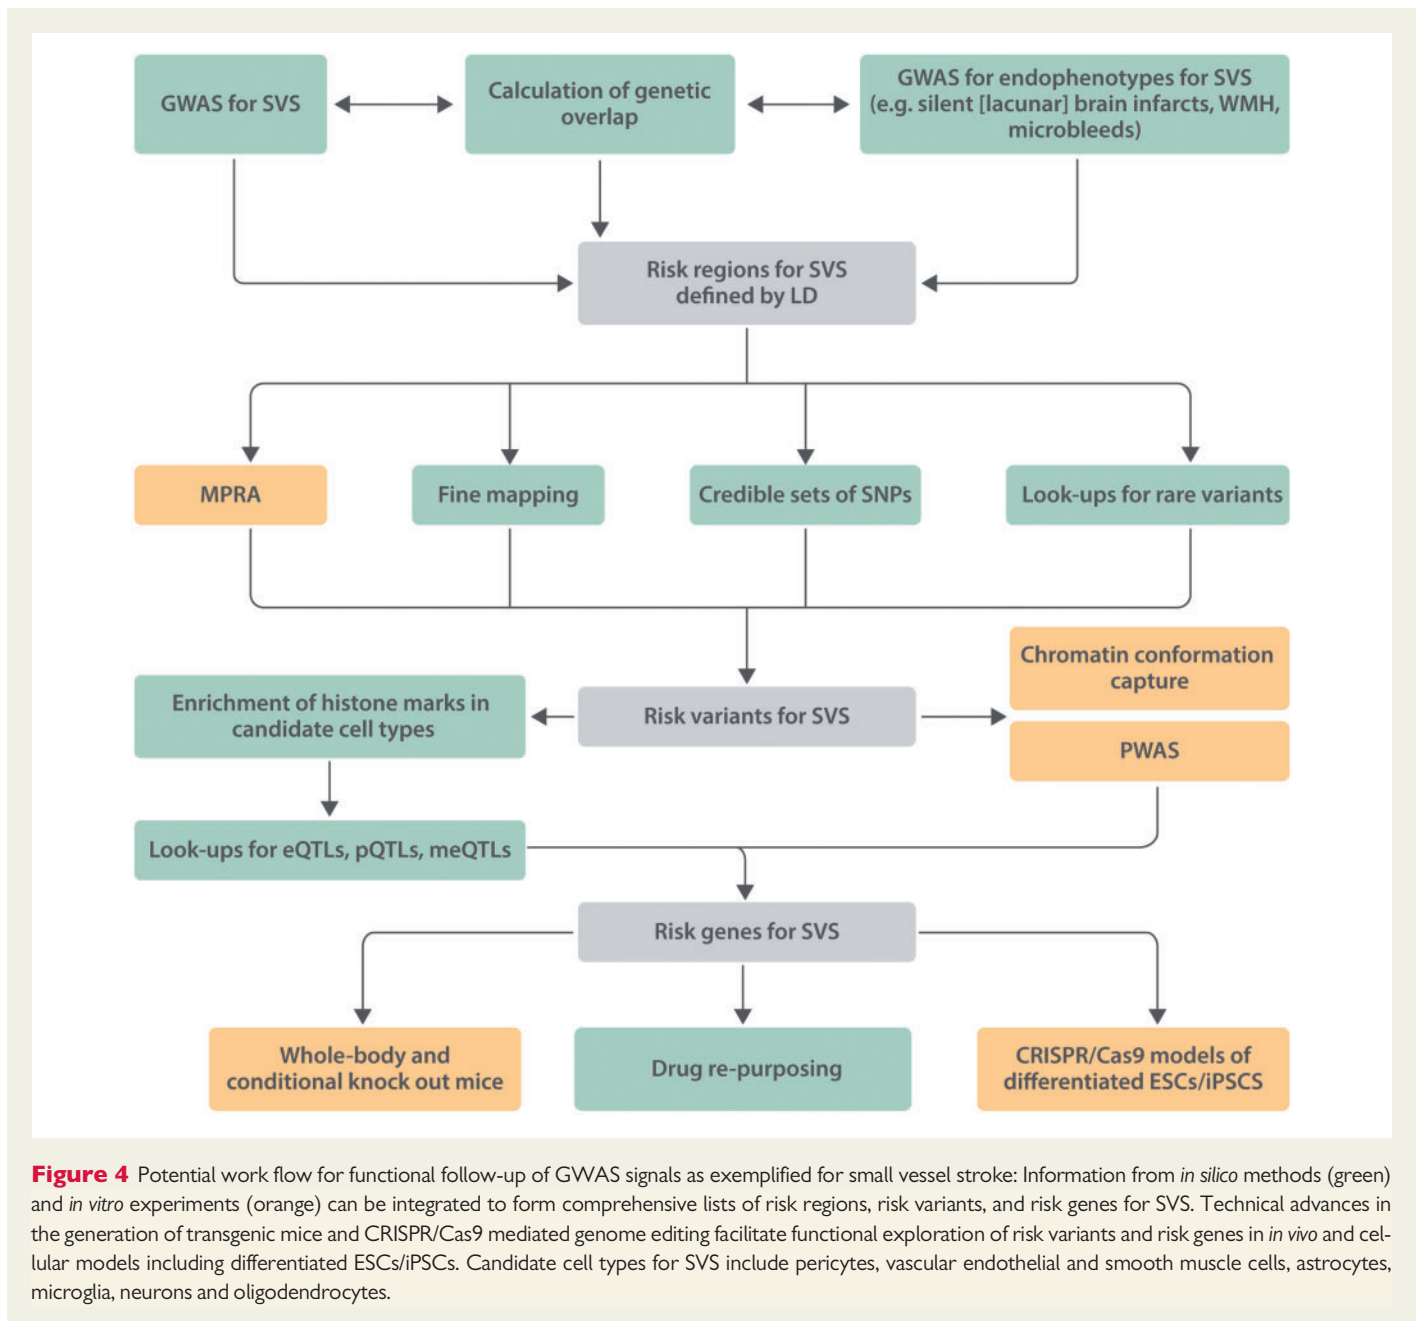 GWAS for SVS
Calculation of genetic
overlap
GWAS for endophenotypes for SVS
(e.g. silent [lacunar] brain infarcts, WMH,
microbleeds)
Risk regions for SVS
defined by LD
MPRA
Fine mapping
Credible sets of SNPs
Look-ups for rare variants
Chromatin conformation
capture
Enrichment of histone marks in
candidate cell types
Risk variants for SVS
PWAS
Look-ups for eQTLs, pQTLs, meQTLs
Risk genes for SVS
Whole-body and
conditional knock out mice
Drug re-purposing
CRISPR/Cas9 models of
differentiated ESCs/iPSCS
Figure 4 Potential work flow for functional follow-up of GWAS signals as exemplified for small vessel stroke: Information from in silico methods (green)
and in vitro experiments (orange) can be integrated to form comprehensive lists of risk regions, risk variants, and risk genes for SVS. Technical advances in
the generation of transgenic mice and CRISPR/Cas9 mediated genome editing facilitate functional exploration of risk variants and risk genes in in vivo and cel-
lular models including differentiated ESCs/iPSCs. Candidate cell types for SVS include pericytes, vascular endothelial and smooth muscle cells, astrocytes,
microglia, neurons and oligodendrocytes.